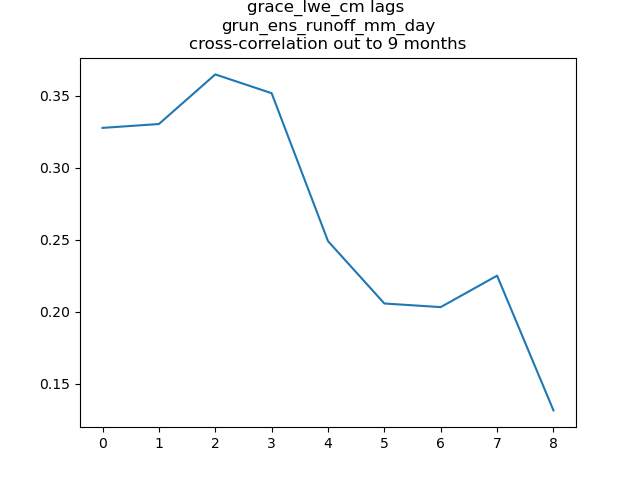 grace_lwe_cm lags
grun_ens_runoff_mm_day
cross-correlation out to 9 months
0.35
0.30
0.25
0.20
0.15
0 1 2 3 4 5 6 7 8